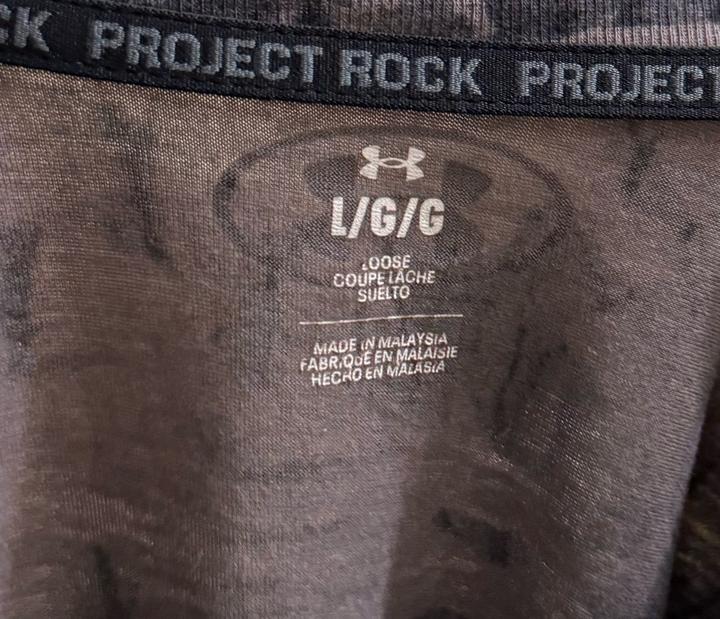 CK PROJECT ROCK PROJECT
L/G/G
LOOSE
COUPE LÂCHE
SUELTO
MADE IN MALAYSIA
FABRIQUÉ EN MALAISIE
HECHO EN MALASIA